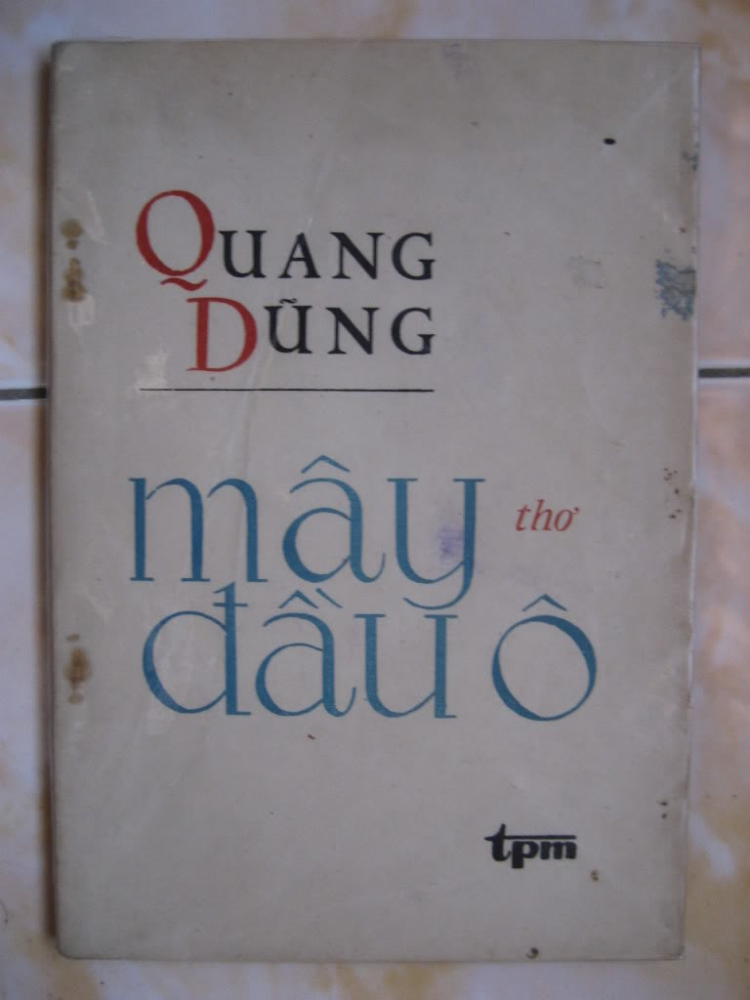 QUANG
DŨNG
mây thơ
đầu ô
tpm